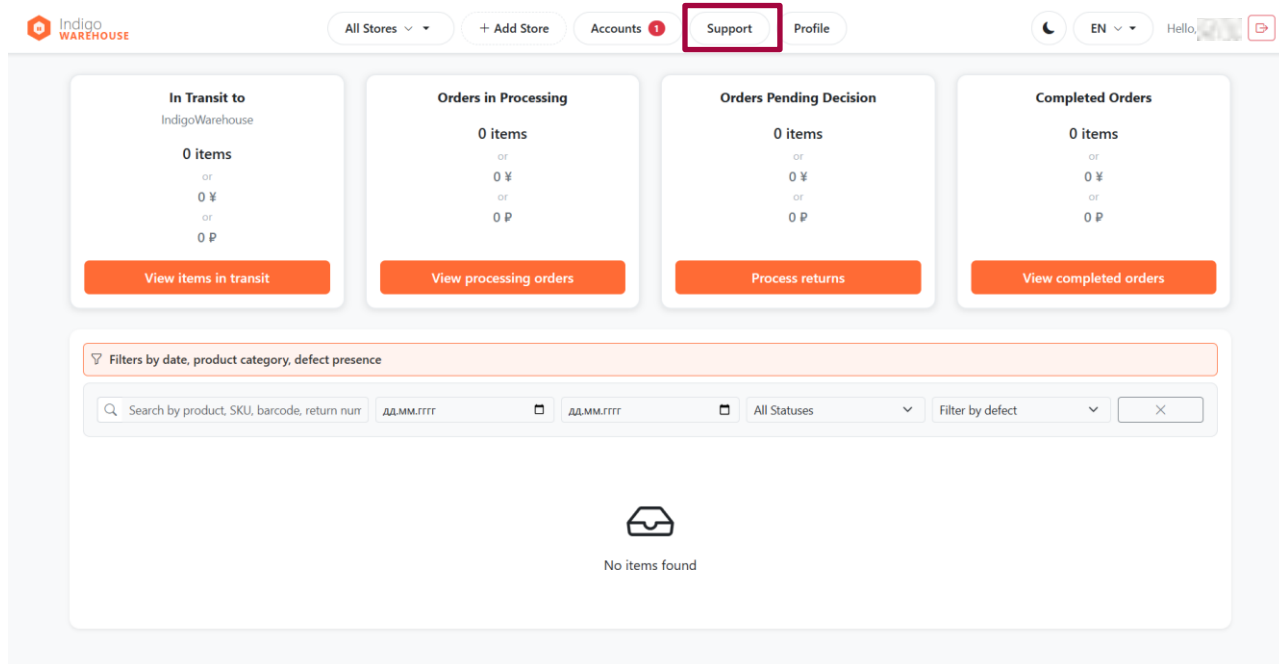 Indigo
WAREHOUSE
All Stores
+ Add Store
Accounts 1
Support
Profile
EN
Hello,
In Transit to
IndigoWarehouse
0 items
or
0 ¥
or
0 ₽
View items in transit
Orders in Processing
0 items
or
0 ¥
or
0 ₽
View processing orders
Orders Pending Decision
0 items
or
0 ¥
or
0 ₽
Process returns
Completed Orders
0 items
or
0 ¥
or
0 ₽
View completed orders
Filters by date, product category, defect presence
Search by product, SKU, barcode, return num
дд.мм.гггг
дд.мм.гггг
All Statuses
Filter by defect
No items found